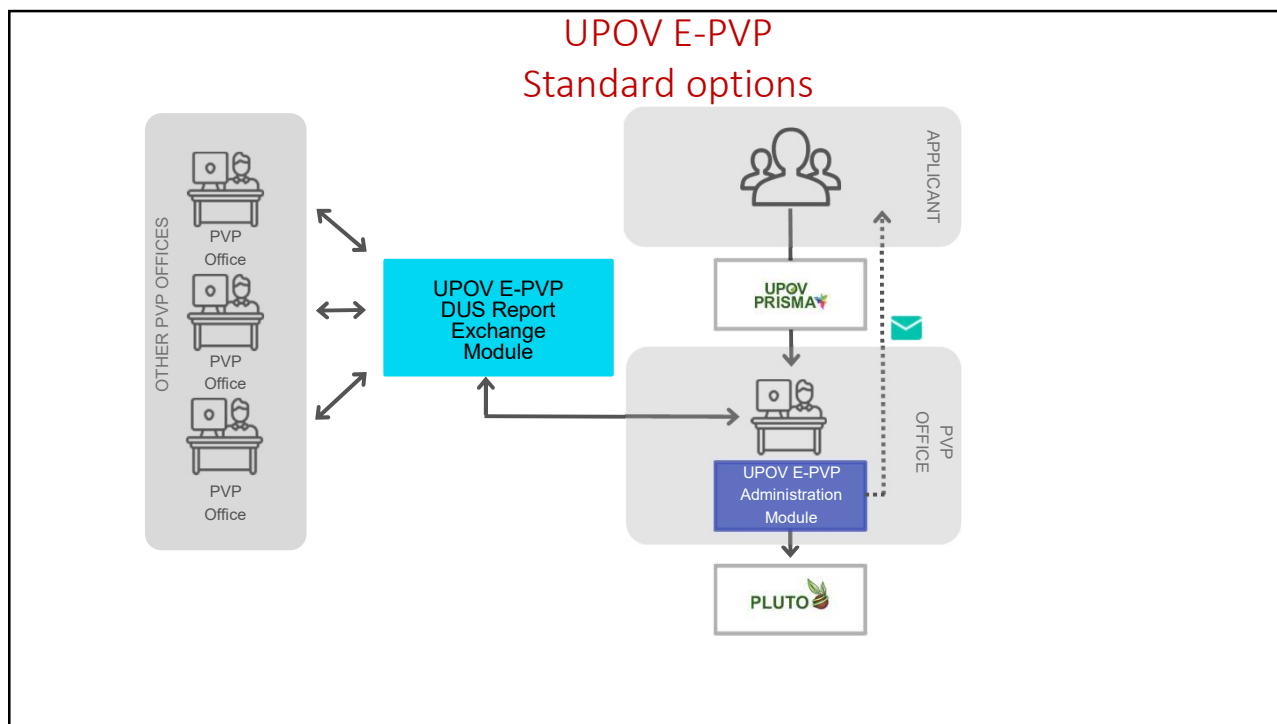 UPOV E-PVP
Standard options
OTHER PVP OFFICES
PVP
Office
PVP
Office
PVP
Office
UPOV E-PVP
DUS Report
Exchange
Module
APPLICANT
UPOV
PRISMA
PVP
OFFICE
UPOV E-PVP
Administration
Module
PLUTO